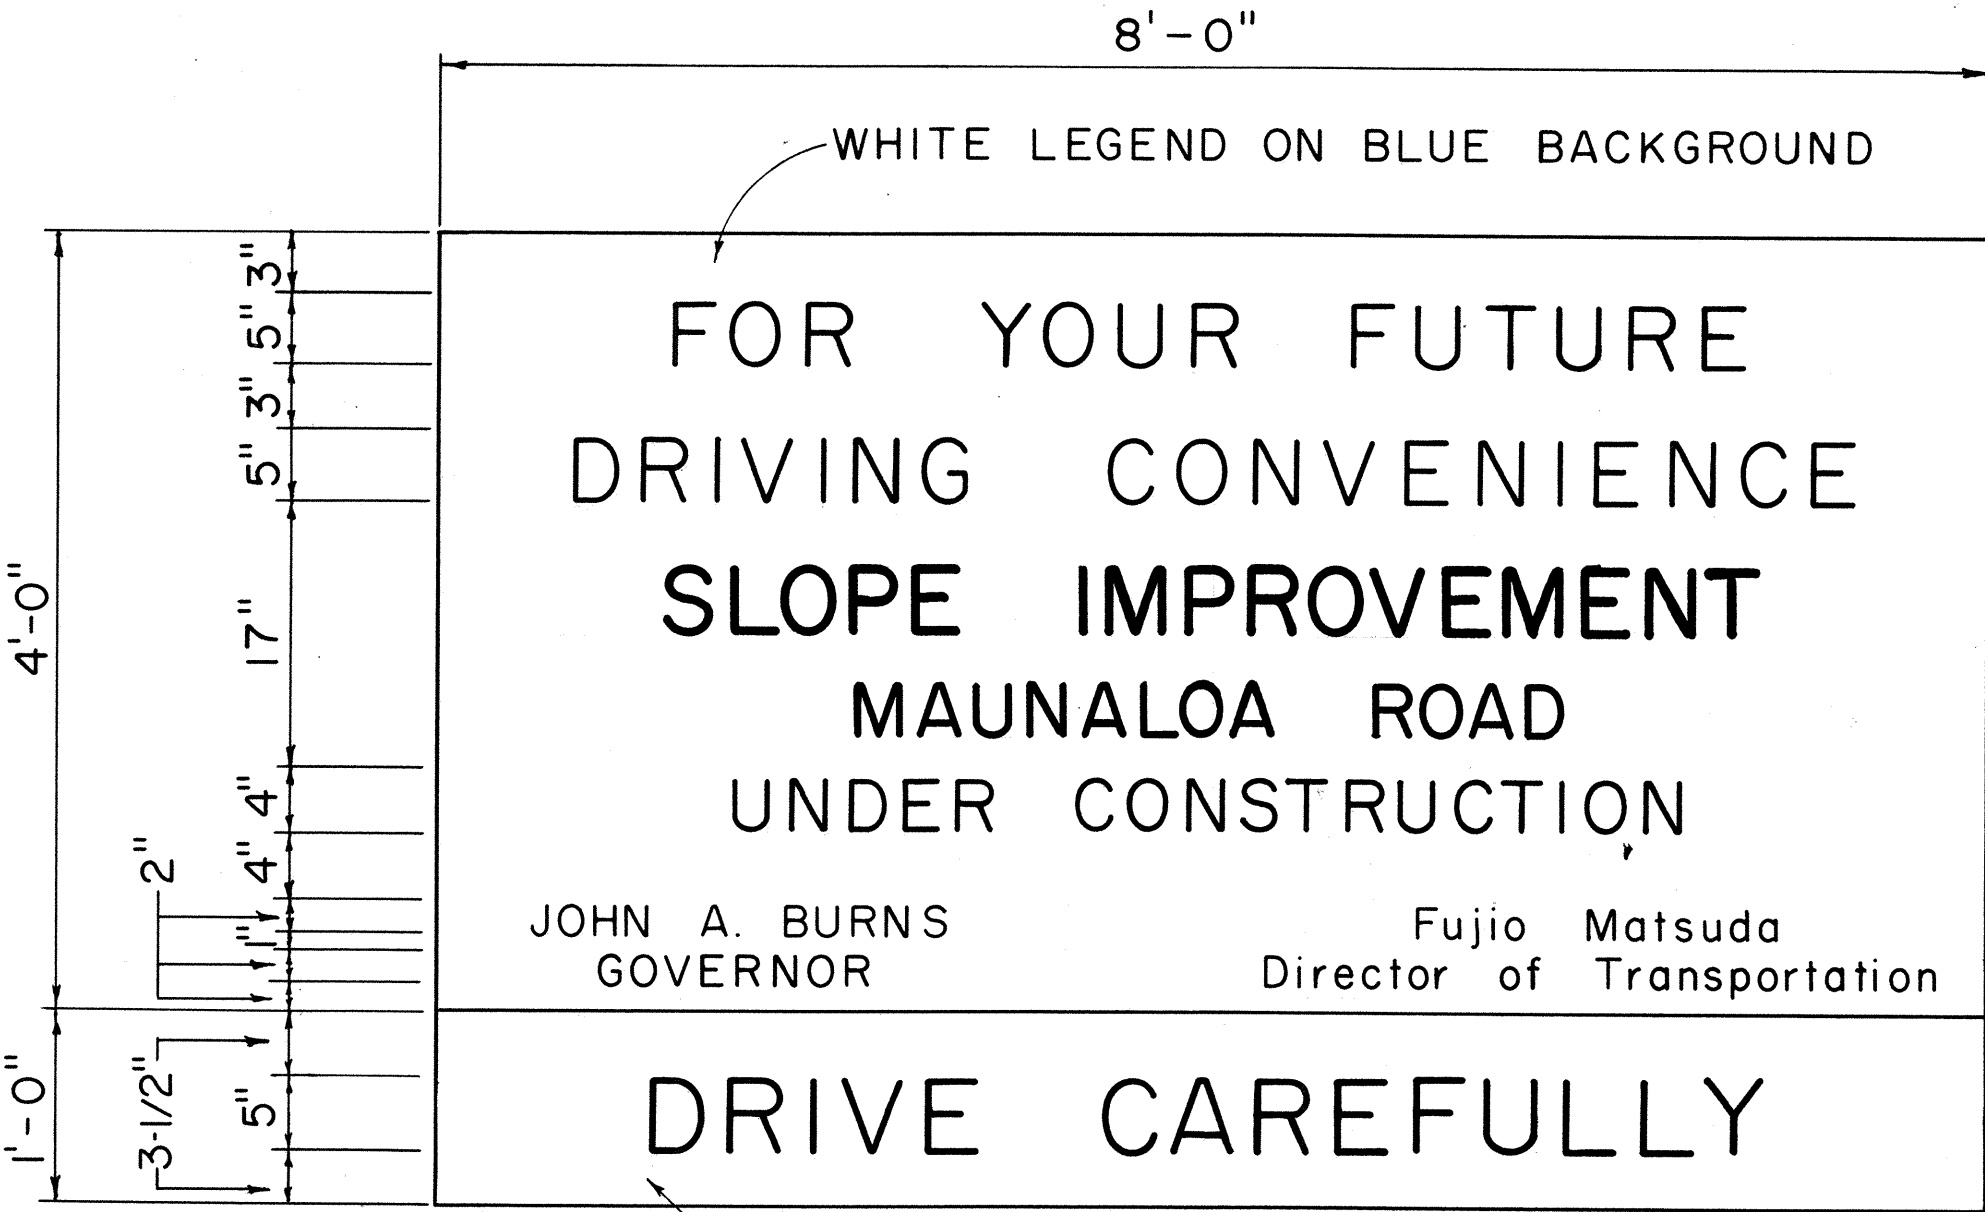 8'-0"
WHITE LEGEND ON BLUE BACKGROUND
3"
5"
3"
5"
17"
4"
4"
2"
1"
4'-0"
FOR YOUR FUTURE
DRIVING CONVENIENCE
SLOPE IMPROVEMENT
MAUNALOA ROAD
UNDER CONSTRUCTION
JOHN A. BURNS
GOVERNOR
Fujio Matsuda
Director of Transportation
1'-0"
3-1/2"
5"
DRIVE CAREFULLY